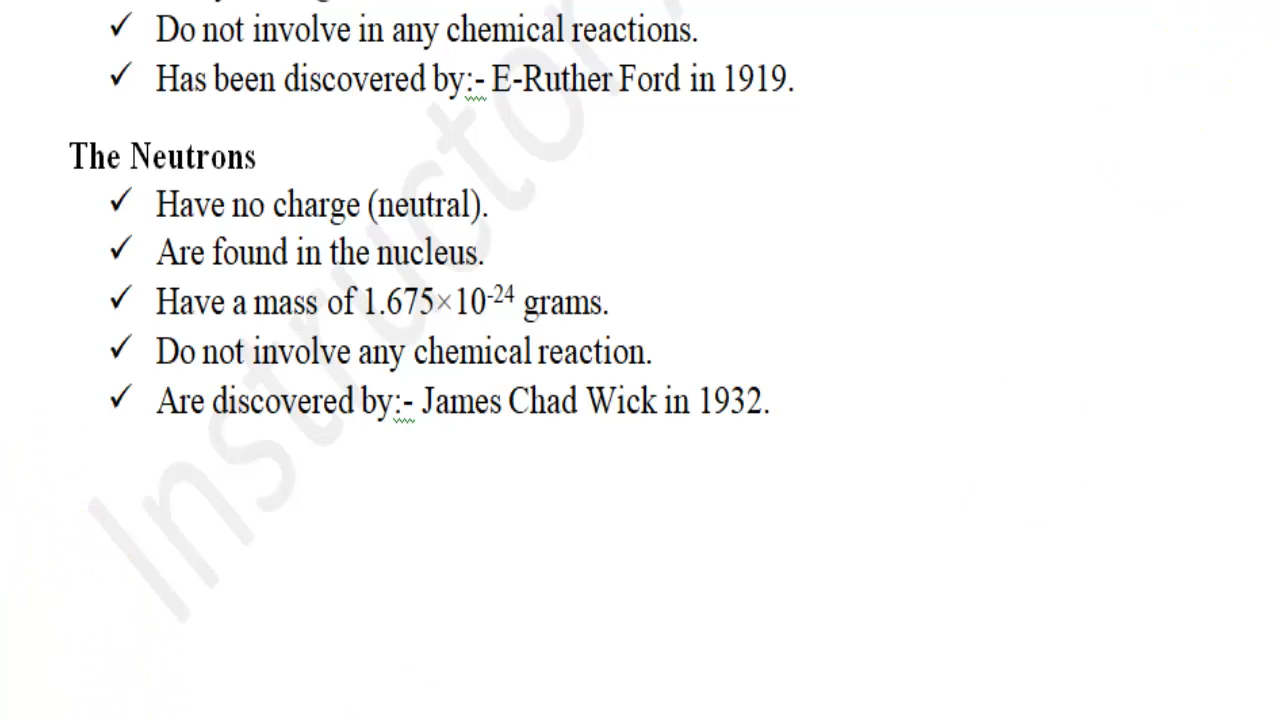 ✓ Do not involve in any chemical reactions.
✓ Has been discovered by:- E-Ruther Ford in 1919.
The Neutrons
✓ Have no charge (neutral).
✓ Are found in the nucleus.
✓ Have a mass of 1.675×10⁻²⁴ grams.
✓ Do not involve any chemical reaction.
✓ Are discovered by:- James Chad Wick in 1932.
Instructor